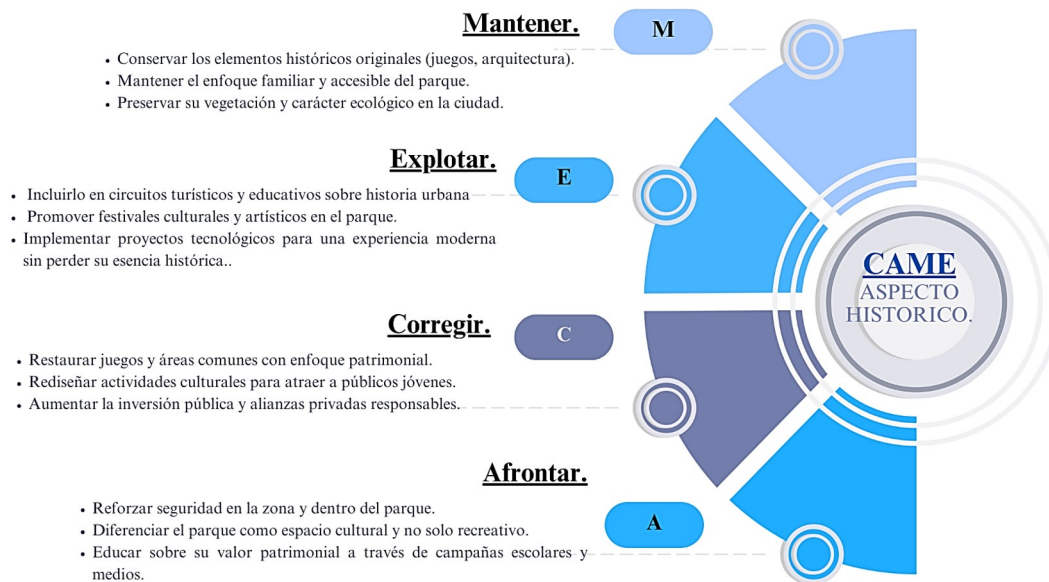 Mantener.
M
• Conservar los elementos históricos originales (juegos, arquitectura).
• Mantener el enfoque familiar y accesible del parque.
• Preservar su vegetación y carácter ecológico en la ciudad.
Explotar.
E
• Incluirlo en circuitos turísticos y educativos sobre historia urbana
• Promover festivales culturales y artísticos en el parque.
• Implementar proyectos tecnológicos para una experiencia moderna
sin perder su esencia histórica..
CAME
ASPECTO
HISTORICO.
Corregir.
C
• Restaurar juegos y áreas comunes con enfoque patrimonial.
• Rediseñar actividades culturales para atraer a públicos jóvenes.
• Aumentar la inversión pública y alianzas privadas responsables.
Afrontar.
A
• Reforzar seguridad en la zona y dentro del parque.
• Diferenciar el parque como espacio cultural y no solo recreativo.
• Educar sobre su valor patrimonial a través de campañas escolares y
medios.